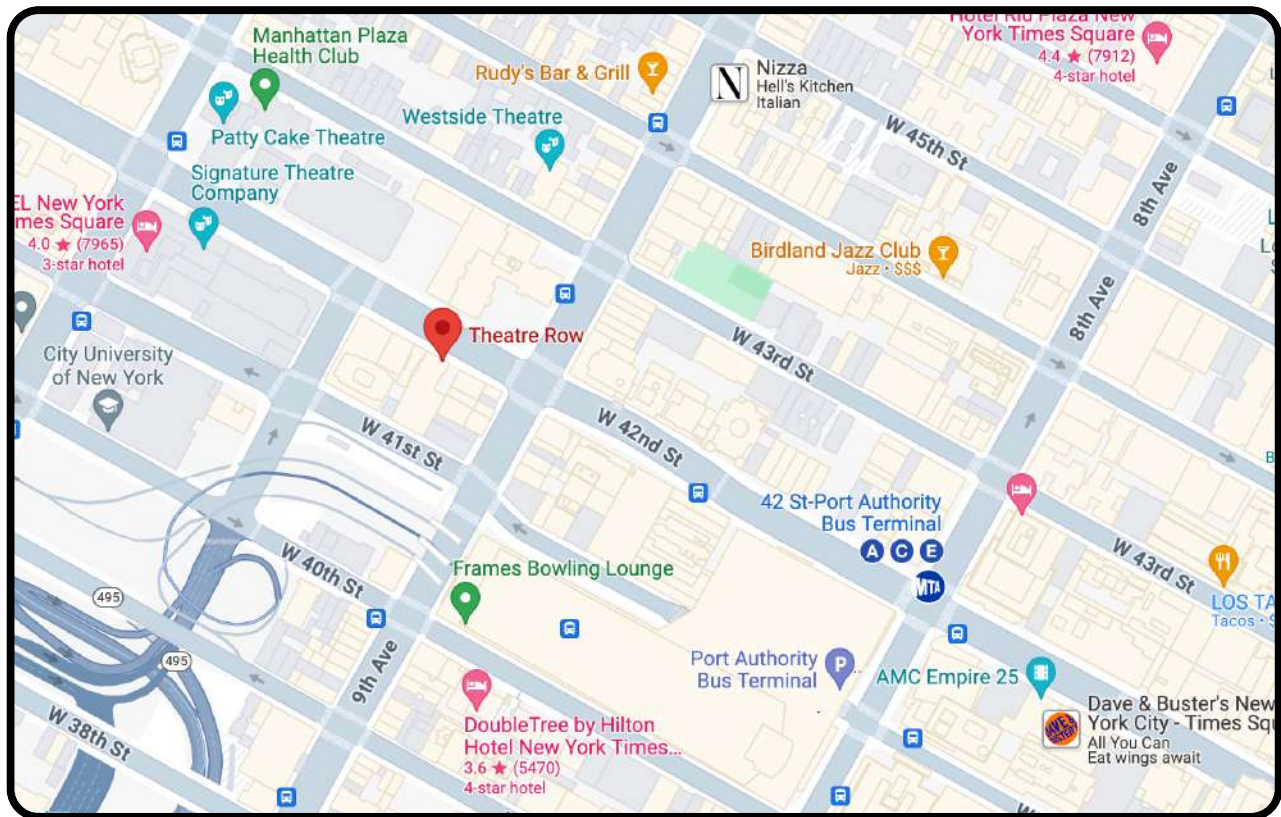 Manhattan Plaza
Health Club
Hotel Riu Plaza New
York Times Square
4.4 ★ (7912)
4-star hotel
Rudy's Bar & Grill
N
Nizza
Hell's Kitchen
Italian
Westside Theatre
Patty Cake Theatre
W 45th St
Signature Theatre
Company
8th Ave
EL New York
mes Square
4.0 ★ (7965)
3-star hotel
Birdland Jazz Club
Jazz • $$$
8th Ave
Theatre Row
W 43rd St
City University
of New York
W 41st St
W 42nd St
42 St-Port Authority
Bus Terminal
A C E
MTA
W 43rd St
W 40th St
Frames Bowling Lounge
495
LOS TA
Tacos • $
495
9th Ave
Port Authority
Bus Terminal
P
AMC Empire 25
W 38th St
DoubleTree by Hilton
Hotel New York Times...
3.6 ★ (5470)
4-star hotel
DAVE & BUSTER'S
Dave & Buster's New
York City - Times Squ
All You Can
Eat wings await